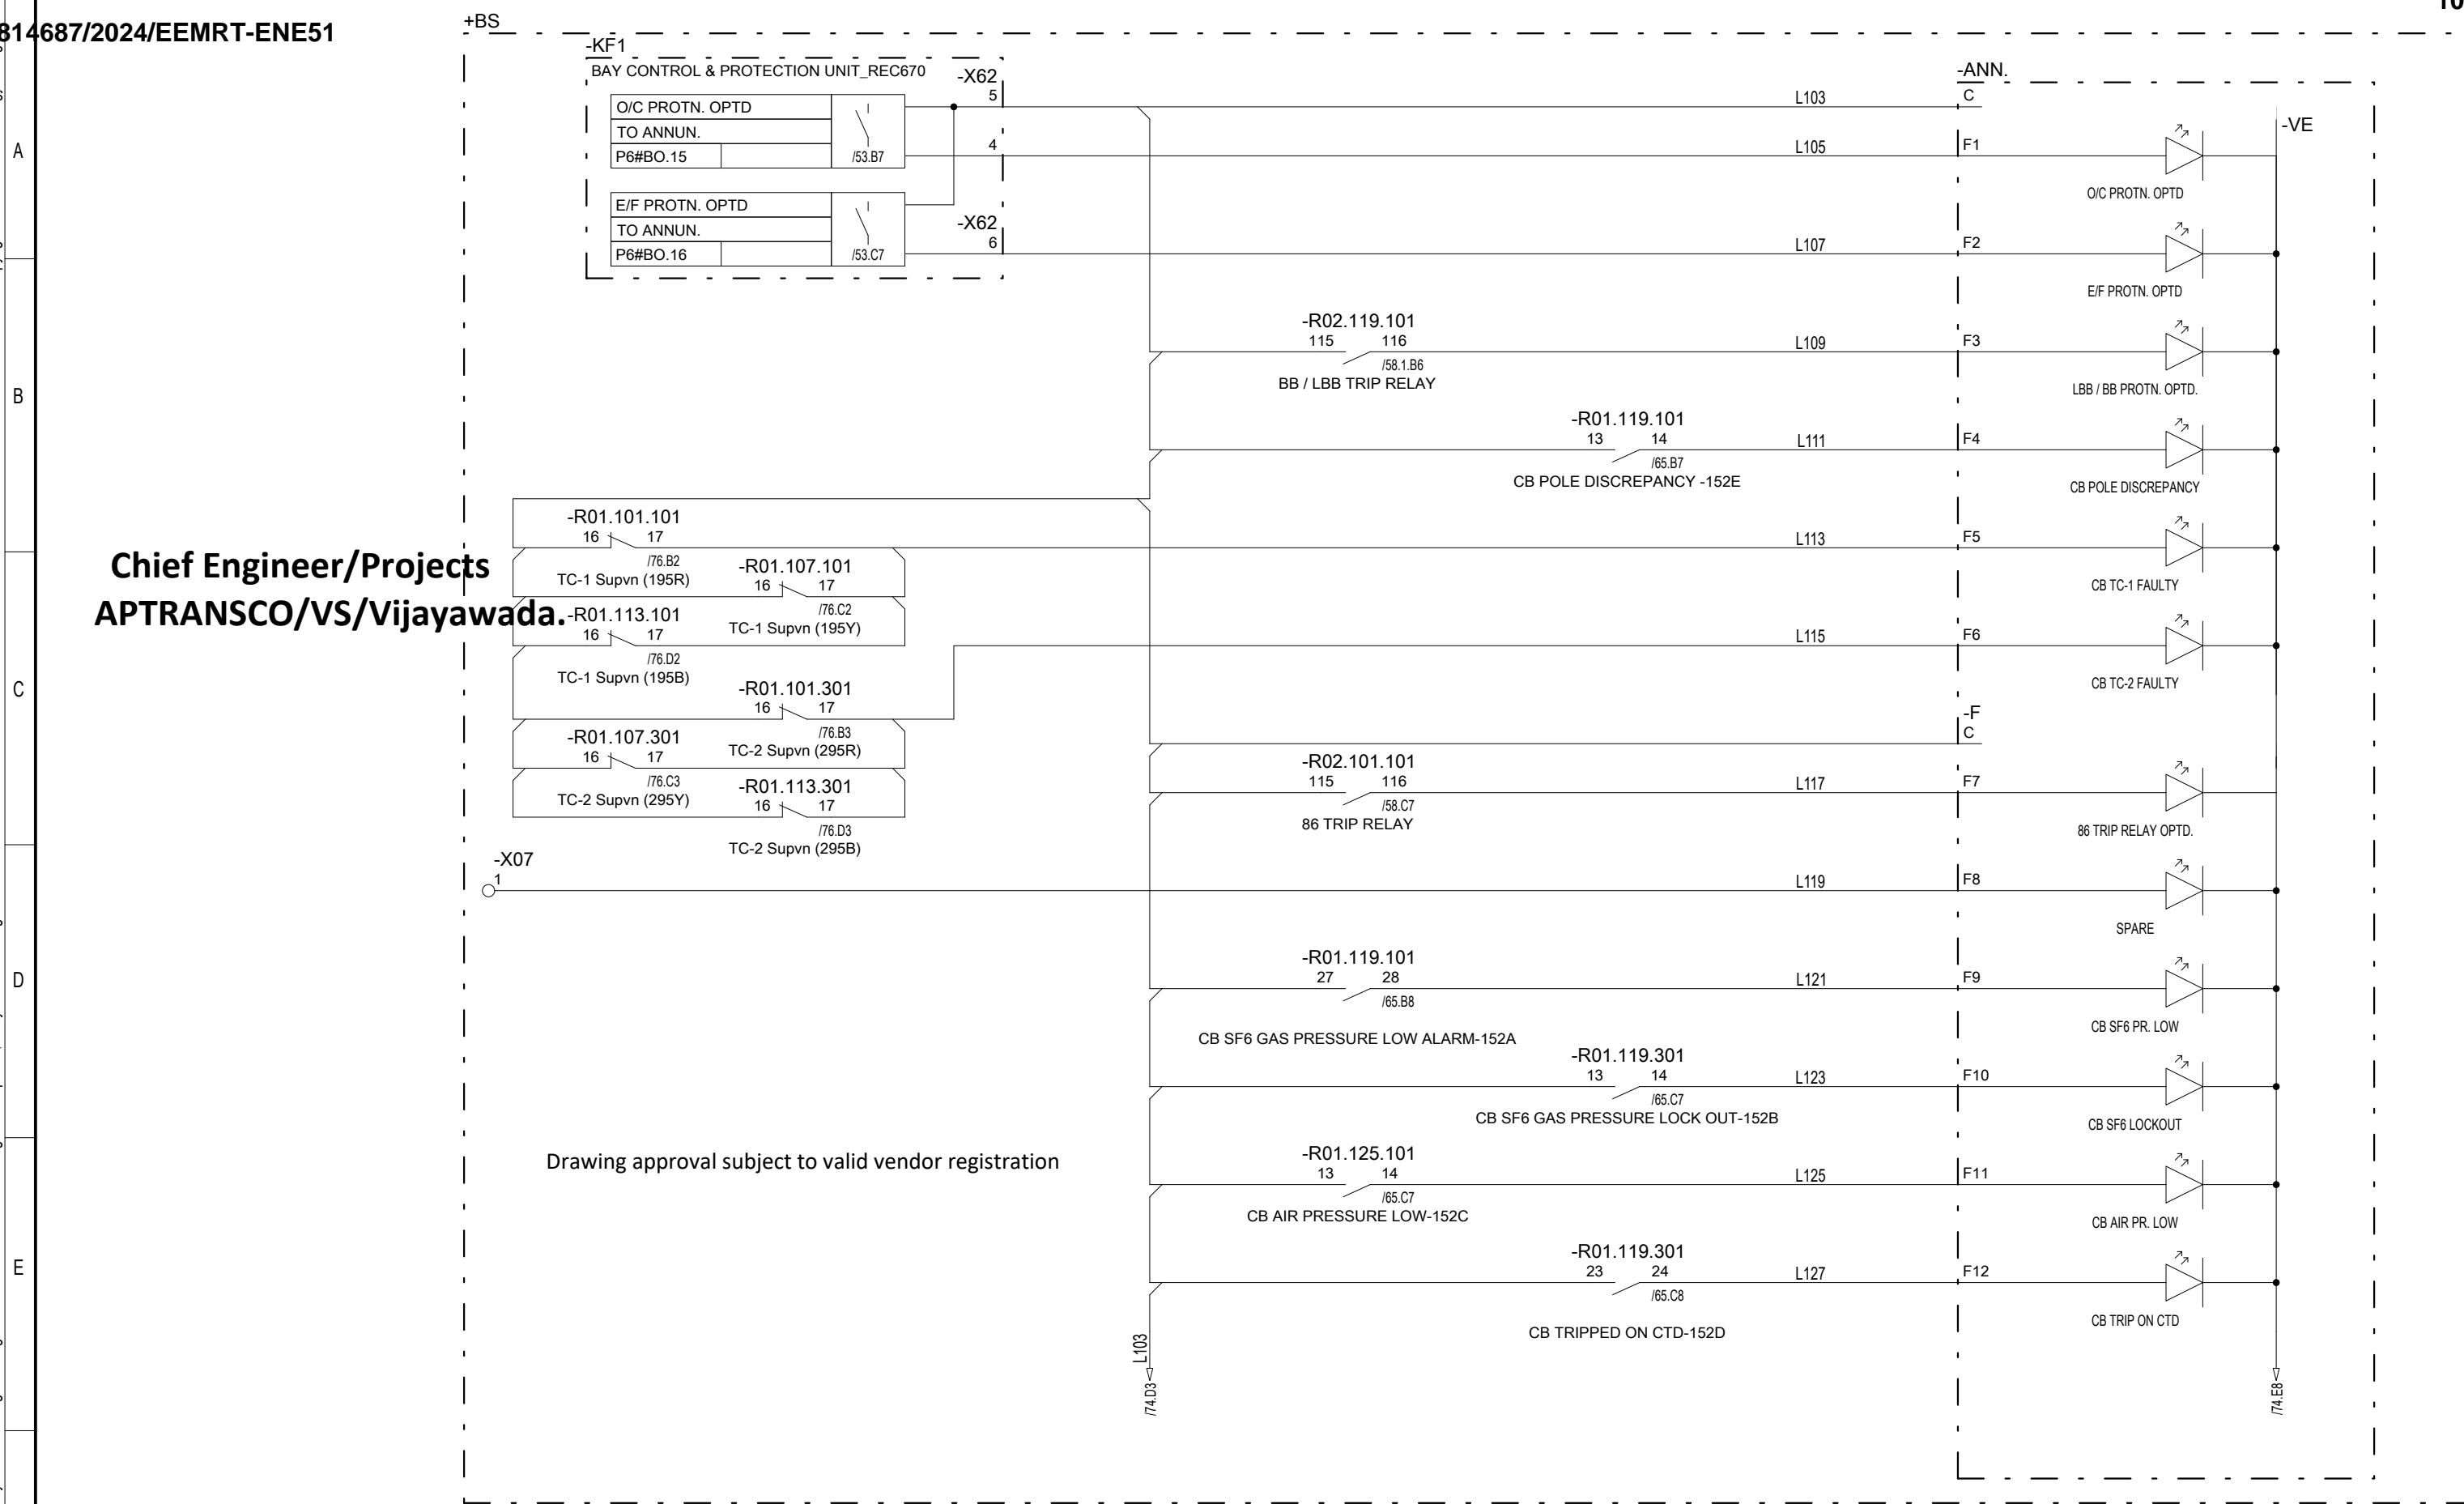 814687/2024/EEMRT-ENE51
10
+BS
-KF1
BAY CONTROL & PROTECTION UNIT_REC670
-X62
5
O/C PROTN. OPTD
TO ANNUN.
P6#BO.15
/53.B7
4
E/F PROTN. OPTD
TO ANNUN.
P6#BO.16
/53.C7
-X62
6
-ANN.
L103
C
-VE
L105
F1
O/C PROTN. OPTD
L107
F2
E/F PROTN. OPTD
-R02.119.101
115 116
/58.1.B6
BB / LBB TRIP RELAY
L109
F3
LBB / BB PROTN. OPTD.
-R01.119.101
13 14
/65.B7
CB POLE DISCREPANCY -152E
L111
F4
CB POLE DISCREPANCY
-R01.101.101
16 17
/76.B2
TC-1 Supvn (195R)
L113
F5
CB TC-1 FAULTY
Chief Engineer/Projects
APTRANSCO/VS/Vijayawada.
-R01.107.101
16 17
/76.C2
TC-1 Supvn (195Y)
-R01.113.101
16 17
/76.D2
TC-1 Supvn (195B)
L115
F6
CB TC-2 FAULTY
-R01.101.301
16 17
/76.B3
TC-2 Supvn (295R)
-F
C
-R01.107.301
16 17
/76.C3
TC-2 Supvn (295Y)
-R01.113.301
16 17
/76.D3
TC-2 Supvn (295B)
-R02.101.101
115 116
/58.C7
86 TRIP RELAY
L117
F7
86 TRIP RELAY OPTD.
-X07
1
L119
F8
SPARE
-R01.119.101
27 28
/65.B8
CB SF6 GAS PRESSURE LOW ALARM-152A
L121
F9
CB SF6 PR. LOW
-R01.119.301
13 14
/65.C7
CB SF6 GAS PRESSURE LOCK OUT-152B
L123
F10
CB SF6 LOCKOUT
Drawing approval subject to valid vendor registration
-R01.125.101
13 14
/65.C7
CB AIR PRESSURE LOW-152C
L125
F11
CB AIR PR. LOW
-R01.119.301
23 24
/65.C8
CB TRIPPED ON CTD-152D
L127
F12
CB TRIP ON CTD
L103
/74.D3
/74.E8
A
B
C
D
E